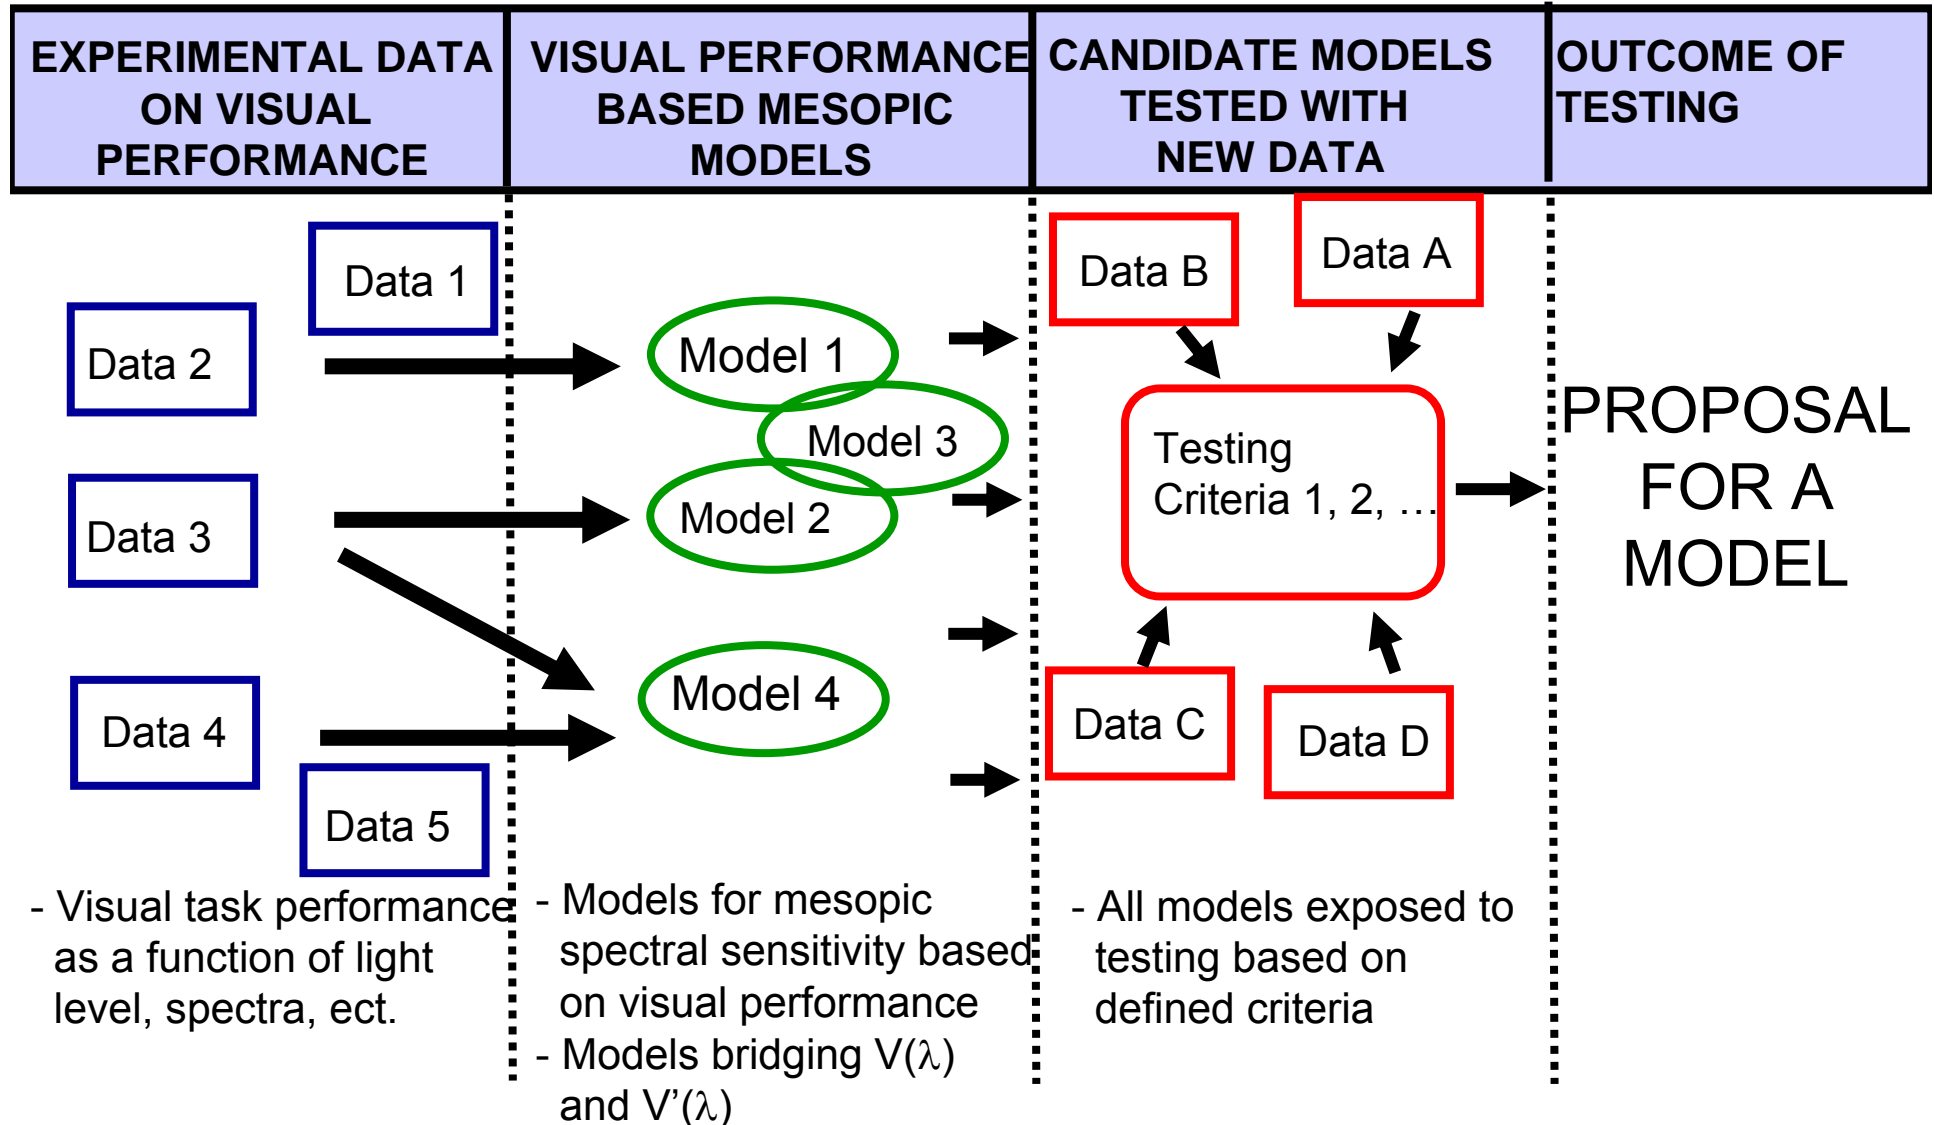 EXPERIMENTAL DATA
ON VISUAL
PERFORMANCE
VISUAL PERFORMANCE
BASED MESOPIC
MODELS
CANDIDATE MODELS
TESTED WITH
NEW DATA
OUTCOME OF
TESTING
Data 1
Data 2
Data 3
Data 4
Data 5
- Visual task performance
as a function of light
level, spectra, ect.
Model 1
Model 3
Model 2
Model 4
- Models for mesopic
spectral sensitivity based
on visual performance
- Models bridging V(λ)
and V’(λ)
Data B
Data A
Testing
Criteria 1, 2, …
Data C
Data D
- All models exposed to
testing based on
defined criteria
PROPOSAL
FOR A
MODEL